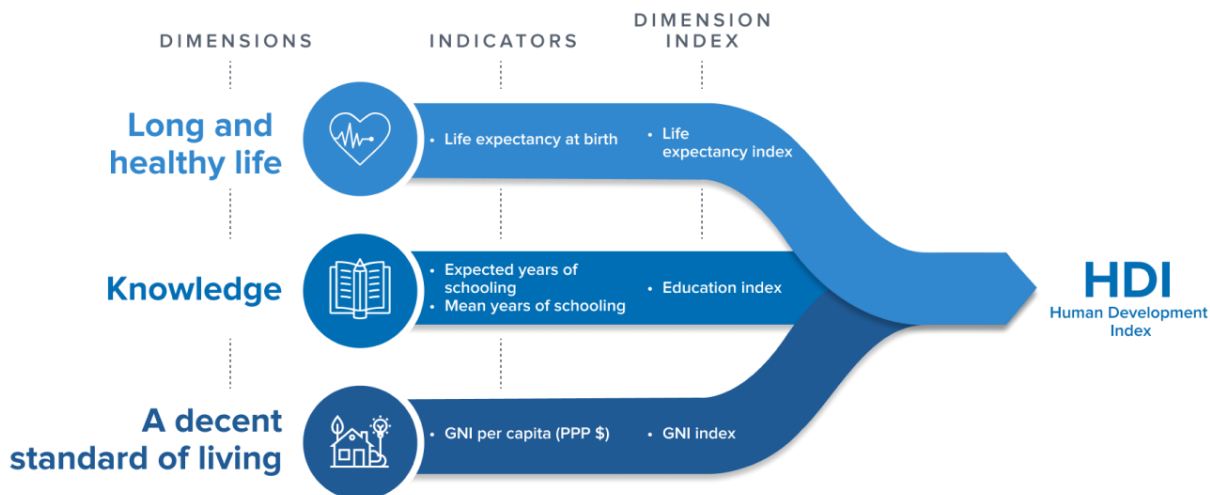 DIMENSIONS
INDICATORS
DIMENSION
INDEX
Long and
healthy life
• Life expectancy at birth
• Life
expectancy index
Knowledge
• Expected years of
schooling
• Mean years of schooling
• Education index
HDI
Human Development
Index
A decent
standard of living
• GNI per capita (PPP $)
• GNI index